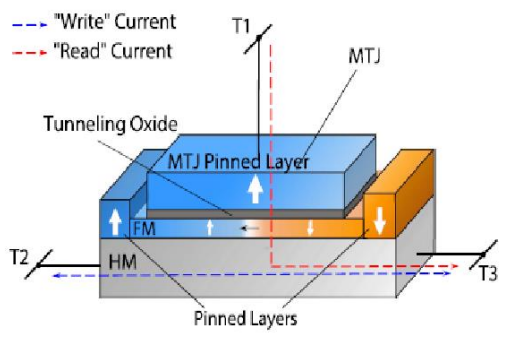 "Write" Current
"Read" Current
T1
MTJ
Tunneling Oxide
MTJ Pinned Layer
FM
T2
HM
T3
Pinned Layers